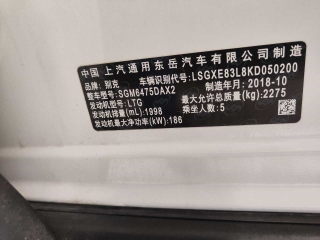 中国 上汽通用东岳汽车有限公司制造
品牌：别克 车辆识别代号：LSGXE83L8KD050200
整车型号：SGM6475DAX2 制造年月：2018-10
发动机型号：LTG 最大允许总质量(kg)：2275
发动机排量(mL)：1998 乘坐人数：5
发动机最大净功率(kW)：186